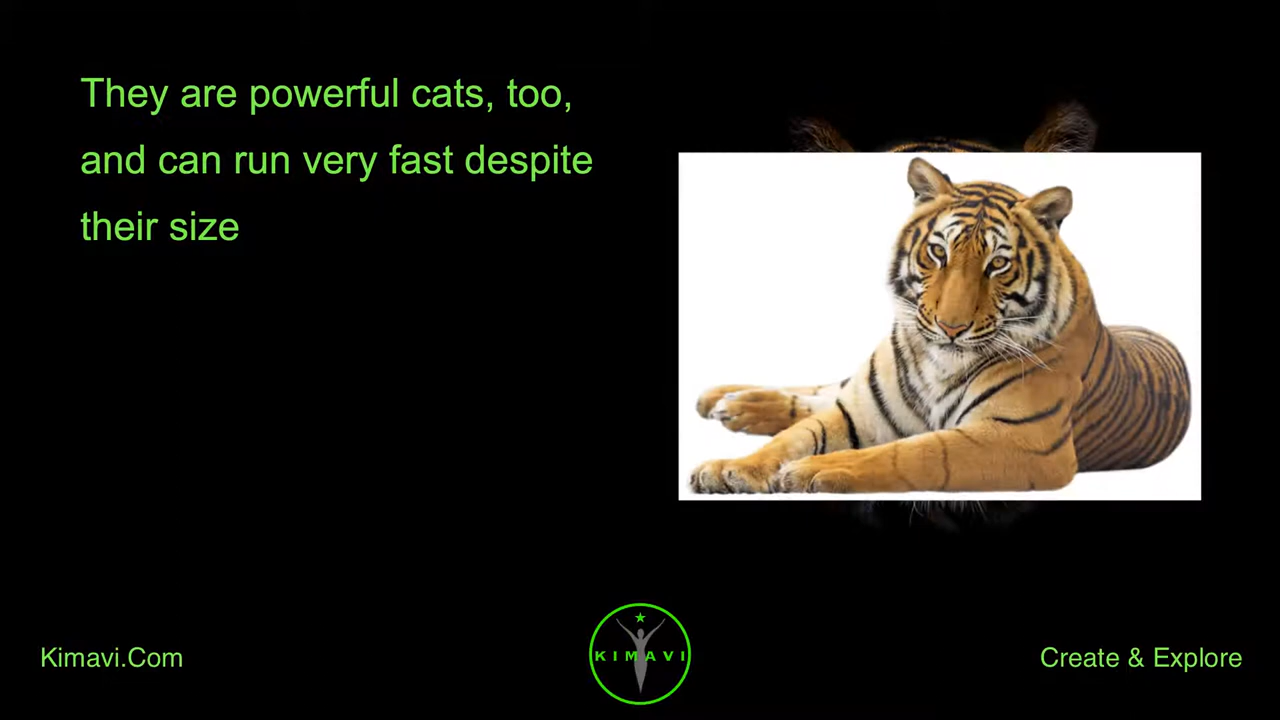 They are powerful cats, too,
and can run very fast despite
their size
Kimavi.Com
KIMAVI
Create & Explore